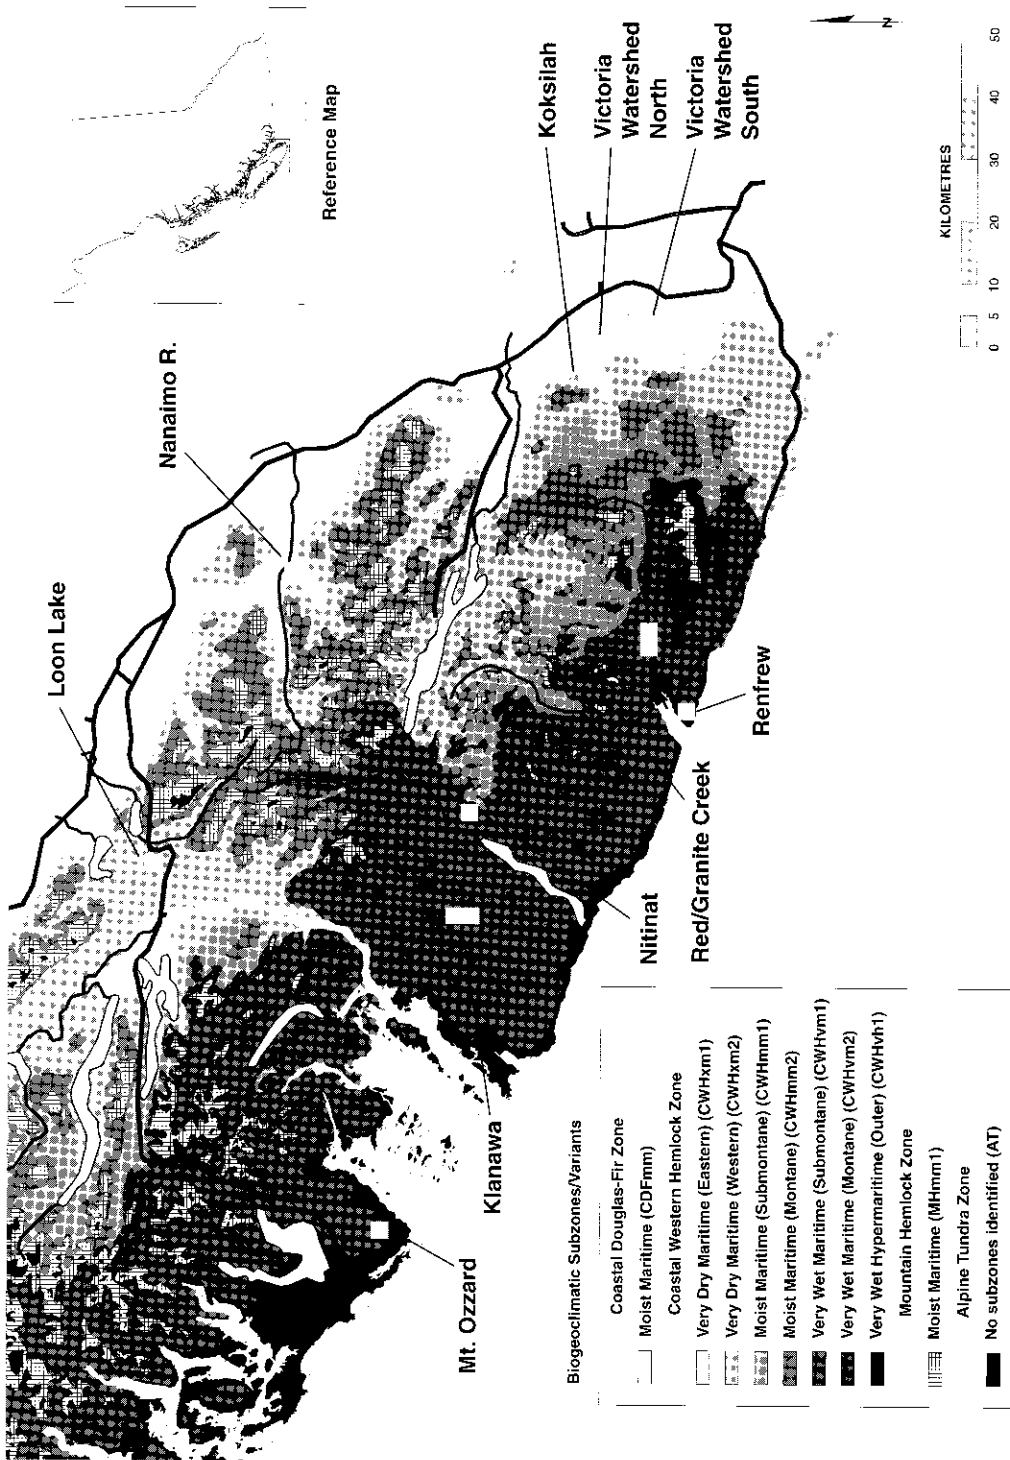 Reference Map
Loon Lake
Nanaimo R.
Koksilah
Victoria
Watershed
North
Victoria
Watershed
South
Renfrew
Red/Granite Creek
Nitinat
Klanawa
Mt. Ozzard
N
KILOMETRES
0 5 10 20 30 40 50
Biogeoclimatic Subzones/Variants
Coastal Douglas-Fir Zone
Moist Maritime (CDFmm)
Coastal Western Hemlock Zone
Very Dry Maritime (Eastern) (CWHxm1)
Very Dry Maritime (Western) (CWHxm2)
Moist Maritime (Submontane) (CWHmm1)
Moist Maritime (Montane) (CWHmm2)
Very Wet Maritime (Submontane) (CWHvm1)
Very Wet Maritime (Montane) (CWHvm2)
Very Wet Hypermaritime (Outer) (CWHvh1)
Mountain Hemlock Zone
Moist Maritime (MHmm1)
Alpine Tundra Zone
No subzones identified (AT)